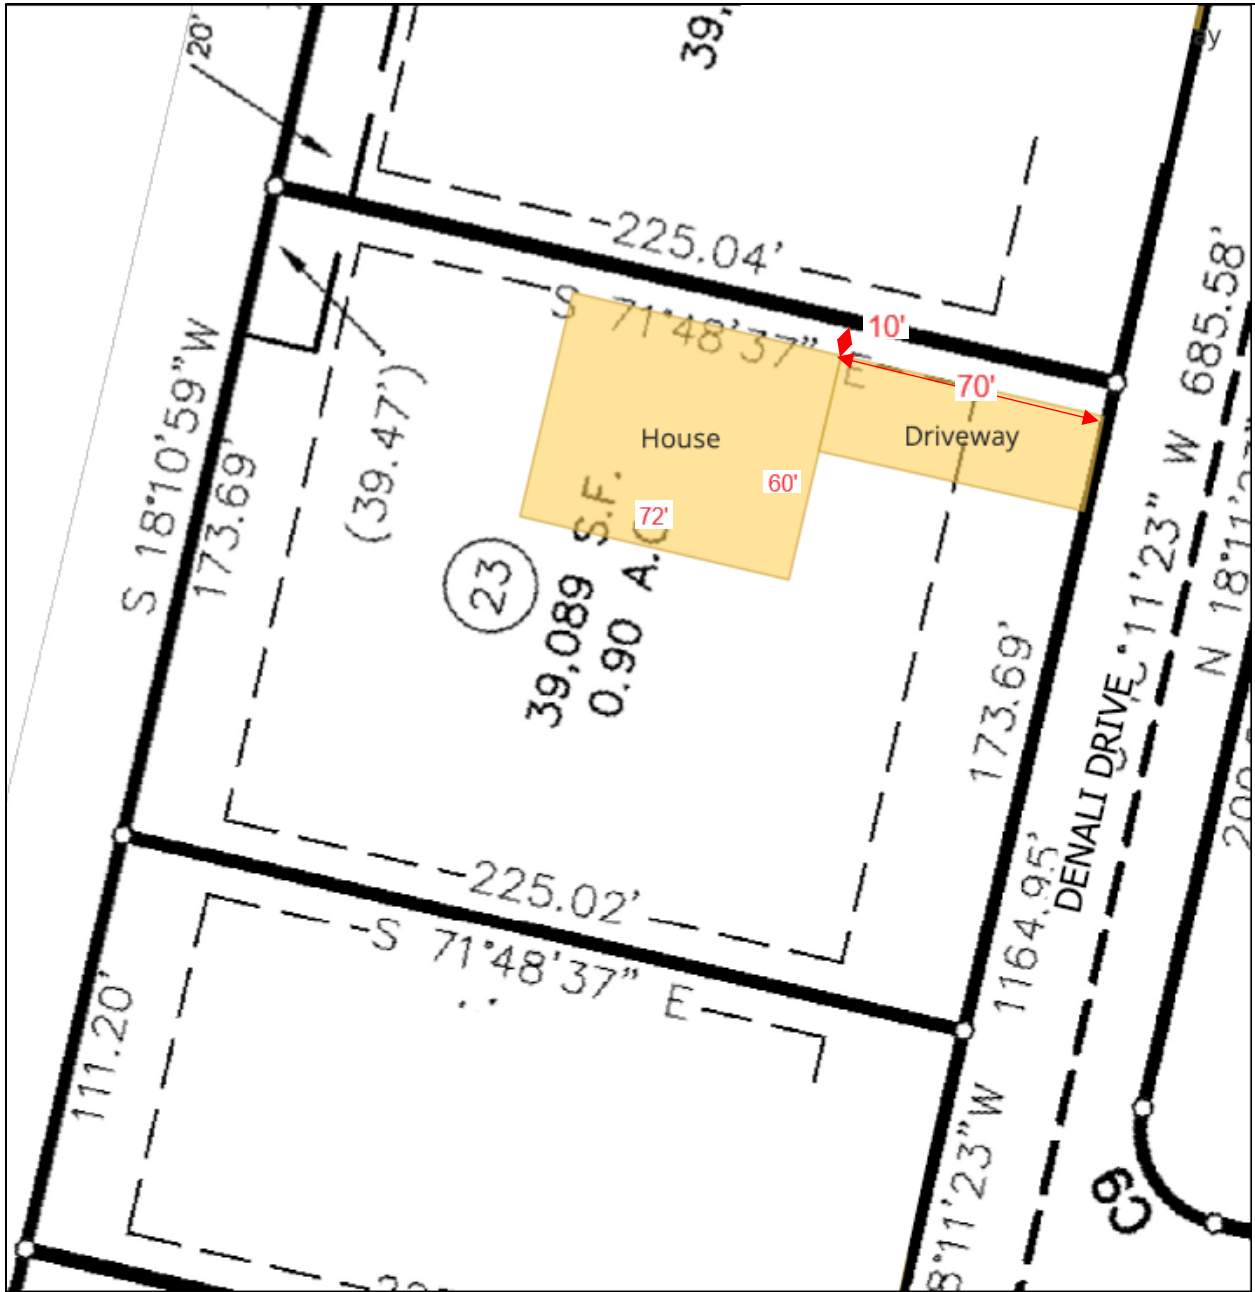 20'
39,
ay
225.04'
S 71°48'37" E
10'
70'
House
Driveway
60'
72'
S 18°10'59"W
173.69'
(39.47')
23
39,089 S.F.
0.90 A.C
173.69'
DENALI DRIVE
11'23" W 685.58'
N 18°11'
1164.95'
225.02'
S 71°48'37" E
111.20'
8°11'23"W
C9